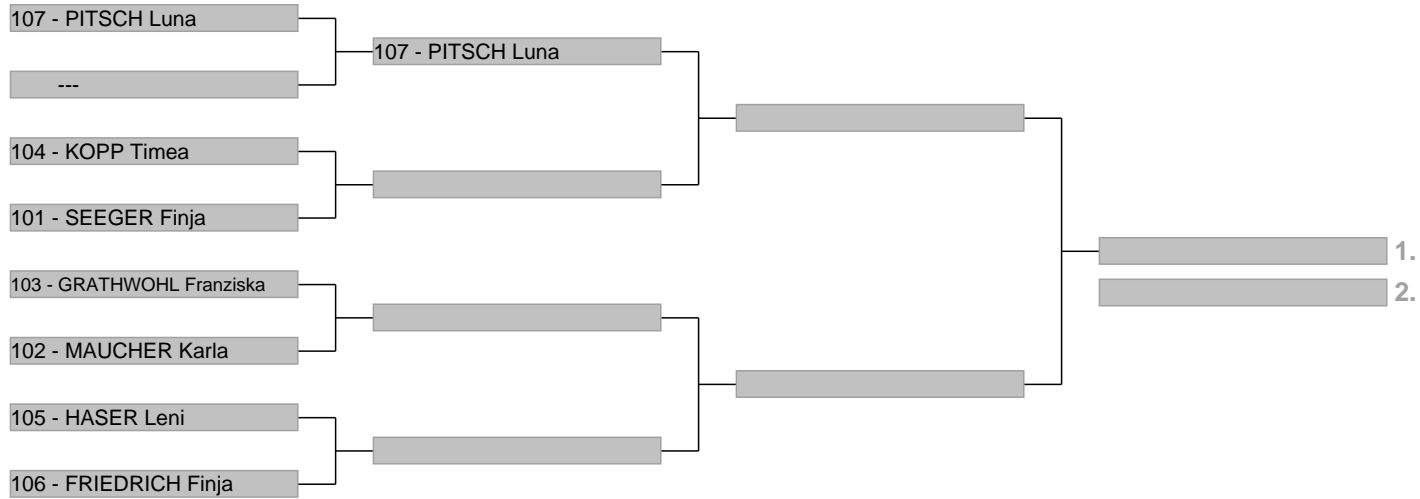 107 - PITSCH Luna
107 - PITSCH Luna
---
104 - KOPP Timea
101 - SEEGER Finja
1.
103 - GRATHWOHL Franziska
2.
102 - MAUCHER Karla
105 - HASER Leni
106 - FRIEDRICH Finja